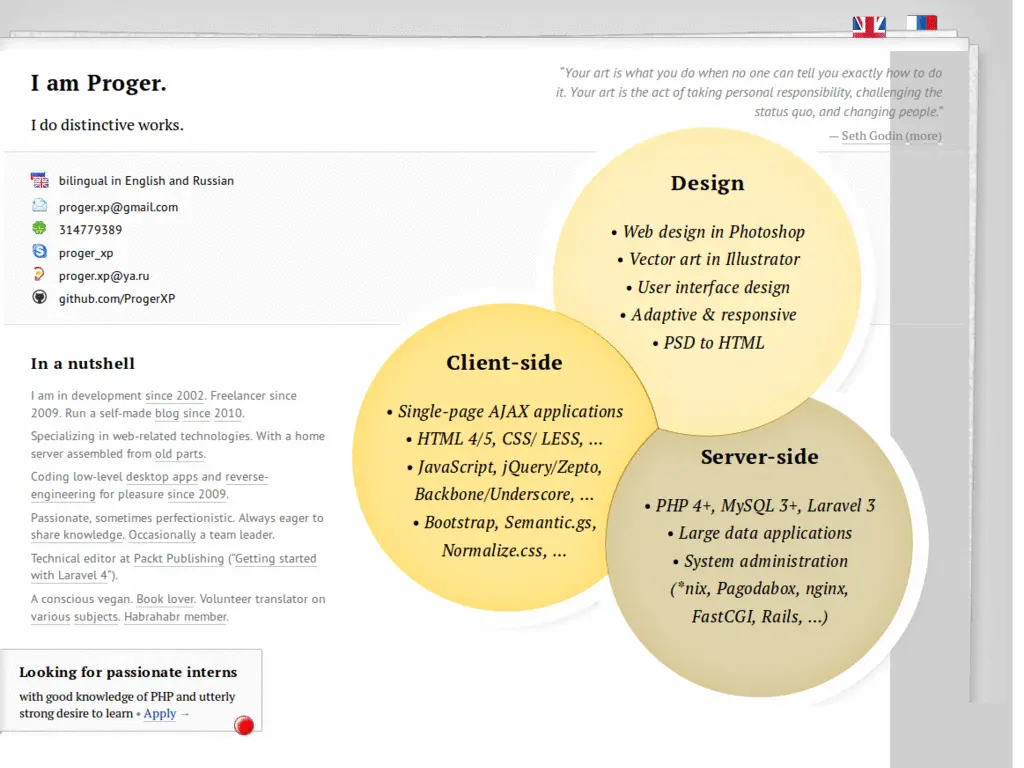 I am Proger.
I do distinctive works.
“Your art is what you do when no one can tell you exactly how to do
it. Your art is the act of taking personal responsibility, challenging the
status quo, and changing people.”
— Seth Godin (more)
bilingual in English and Russian
proger.xp@gmail.com
314779389
proger_xp
proger.xp@ya.ru
github.com/ProgerXP
In a nutshell
I am in development since 2002. Freelancer since
2009. Run a self-made blog since 2010.
Specializing in web-related technologies. With a home
server assembled from old parts.
Coding low-level desktop apps and reverse-
engineering for pleasure since 2009.
Passionate, sometimes perfectionistic. Always eager to
share knowledge. Occasionally a team leader.
Technical editor at Packt Publishing (“Getting started
with Laravel 4”).
A conscious vegan. Book lover. Volunteer translator on
various subjects. Habrahabr member.
Looking for passionate interns
with good knowledge of PHP and utterly
strong desire to learn • Apply →
Design
• Web design in Photoshop
• Vector art in Illustrator
• User interface design
• Adaptive & responsive
• PSD to HTML
Client-side
• Single-page AJAX applications
• HTML 4/5, CSS/ LESS, ...
• JavaScript, jQuery/Zepto,
Backbone/Underscore, ...
• Bootstrap, Semantic.gs,
Normalize.css, ...
Server-side
• PHP 4+, MySQL 3+, Laravel 3
• Large data applications
• System administration
(*nix, Pagodabox, nginx,
FastCGI, Rails, ...)